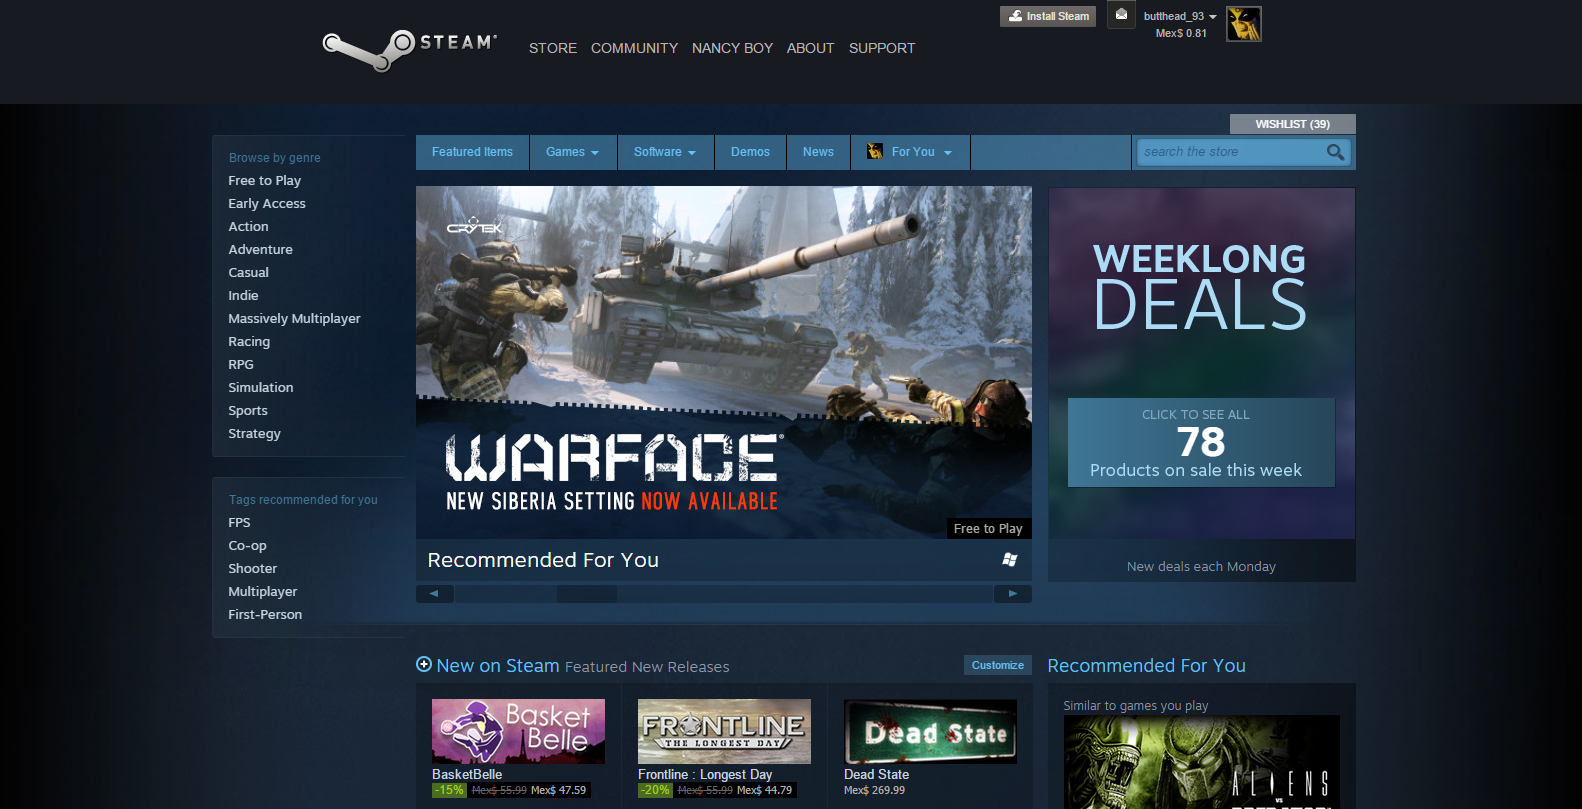 Install Steam
butthead_93
Mex$ 0.81
STEAM
STORE COMMUNITY NANCY BOY ABOUT SUPPORT
WISHLIST (39)
Featured Items Games Software Demos News For You
search the store
Browse by genre
Free to Play
Early Access
Action
Adventure
Casual
Indie
Massively Multiplayer
Racing
RPG
Simulation
Sports
Strategy
Tags recommended for you
FPS
Co-op
Shooter
Multiplayer
First-Person
CRYTEK
WARFACE
NEW SIBERIA SETTING NOW AVAILABLE
Free to Play
Recommended For You
WEEKLONG
DEALS
CLICK TO SEE ALL
78
Products on sale this week
New deals each Monday
New on Steam Featured New Releases
Customize
Basket
Belle
BasketBelle
-15% Mex$ 55.99 Mex$ 47.59
FRONTLINE
THE LONGEST DAY
Frontline : Longest Day
-20% Mex$ 55.99 Mex$ 44.79
Dead State
Dead State
Mex$ 269.99
Recommended For You
Similar to games you play
ALIENS
VS